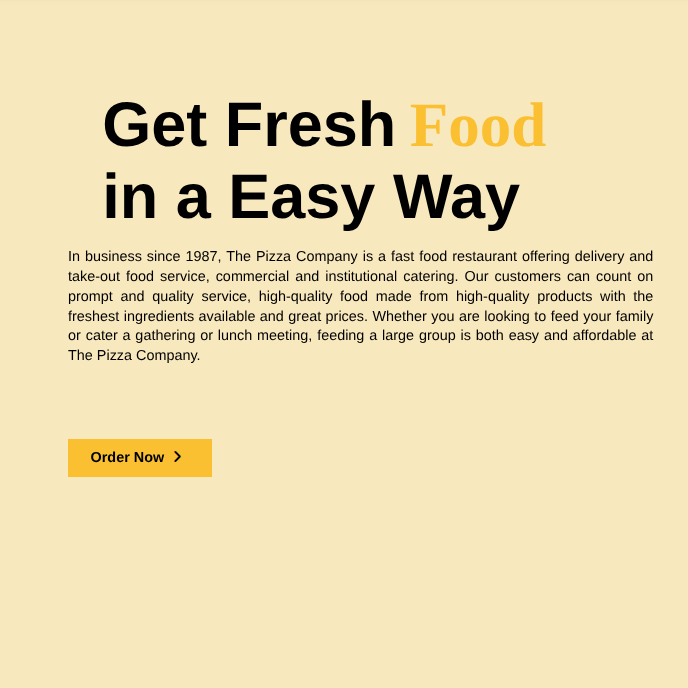 Get Fresh Food
in a Easy Way
In business since 1987, The Pizza Company is a fast food restaurant offering delivery and
take-out food service, commercial and institutional catering. Our customers can count on
prompt and quality service, high-quality food made from high-quality products with the
freshest ingredients available and great prices. Whether you are looking to feed your family
or cater a gathering or lunch meeting, feeding a large group is both easy and affordable at
The Pizza Company.
Order Now